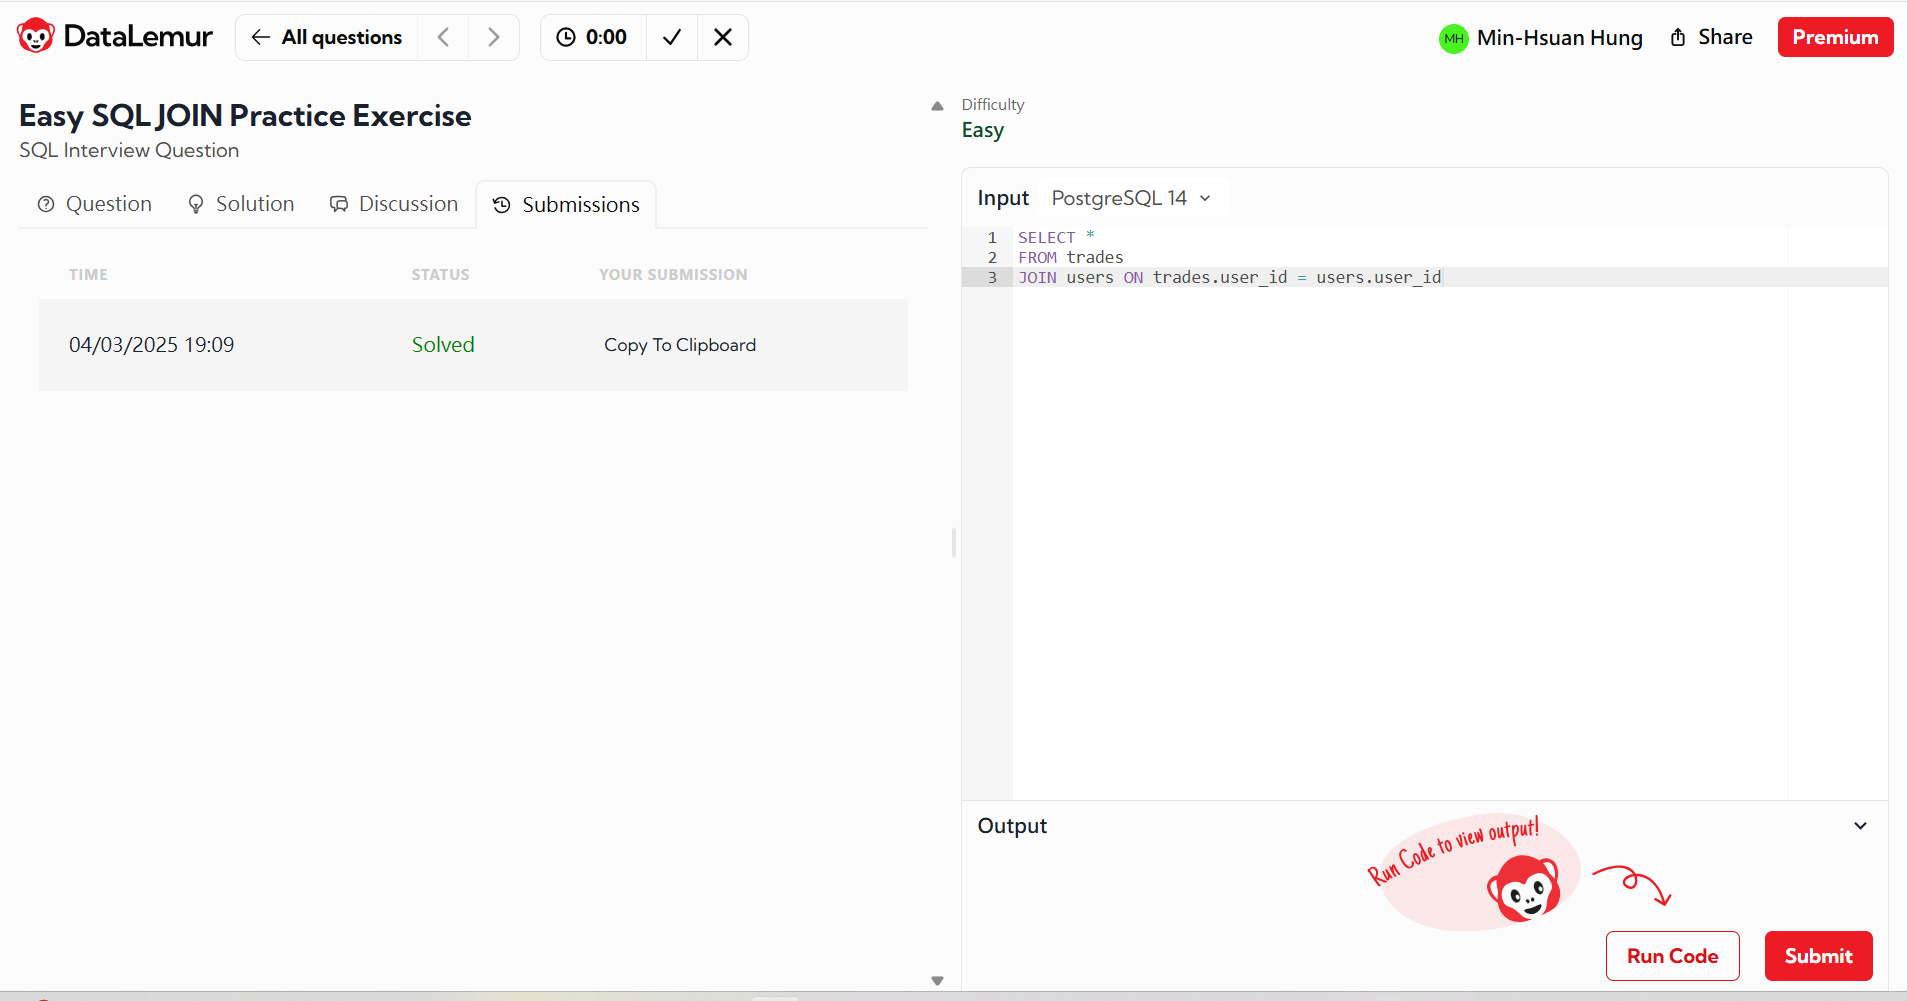 DataLemur
All questions
0:00
MH
Min-Hsuan Hung
Share
Premium
Easy SQL JOIN Practice Exercise
SQL Interview Question
Question
Solution
Discussion
Submissions
TIME
STATUS
YOUR SUBMISSION
04/03/2025 19:09
Solved
Copy To Clipboard
Difficulty
Easy
Input
PostgreSQL 14
1 SELECT *
2 FROM trades
3 JOIN users ON trades.user_id = users.user_id
Output
Run Code to view output!
Run Code
Submit